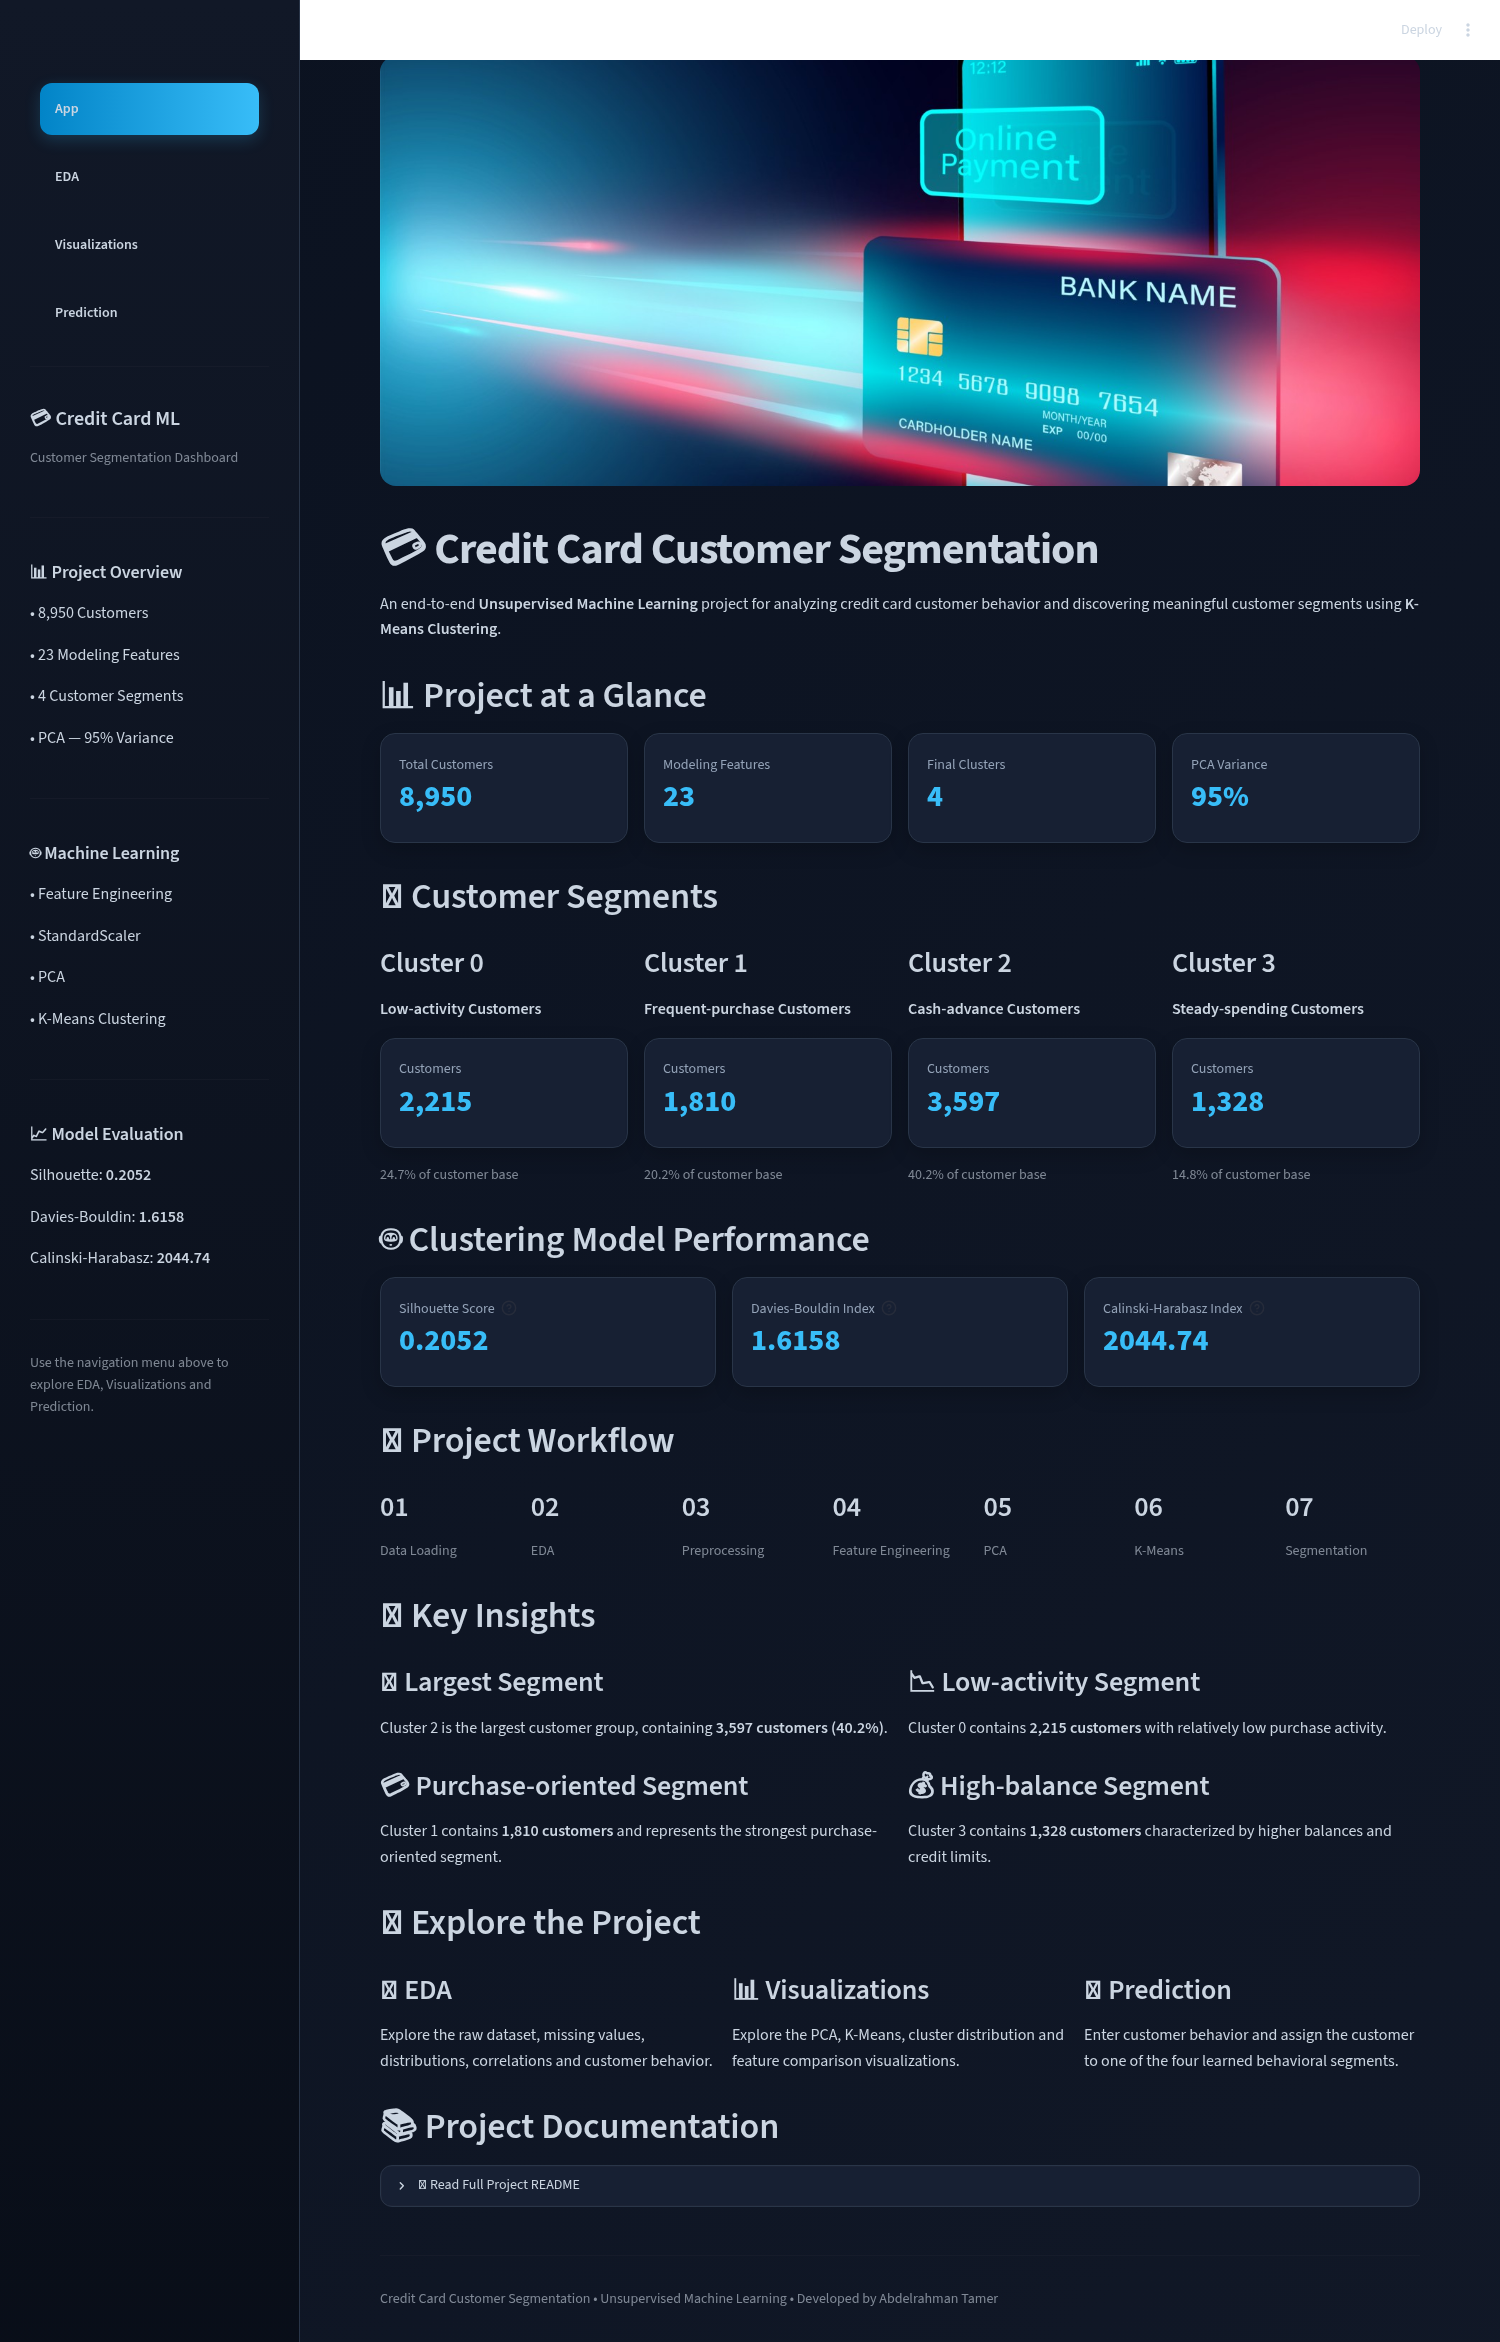 Deploy
App
EDA
Visualizations
Prediction
💳 Credit Card ML
Customer Segmentation Dashboard
📊 Project Overview
• 8,950 Customers
• 23 Modeling Features
• 4 Customer Segments
• PCA — 95% Variance
🤖 Machine Learning
• Feature Engineering
• StandardScaler
• PCA
• K-Means Clustering
📈 Model Evaluation
Silhouette: 0.2052
Davies-Bouldin: 1.6158
Calinski-Harabasz: 2044.74
Use the navigation menu above to
explore EDA, Visualizations and
Prediction.
12:12
Online
Payment
BANK NAME
1234 5678 9098 7654
MONTH/YEAR
EXP 00/00
CARDHOLDER NAME
💳 Credit Card Customer Segmentation
An end-to-end Unsupervised Machine Learning project for analyzing credit card customer behavior and discovering meaningful customer segments using K-
Means Clustering.
📊 Project at a Glance
Total Customers
8,950
Modeling Features
23
Final Clusters
4
PCA Variance
95%
Customer Segments
Cluster 0
Low-activity Customers
Customers
2,215
24.7% of customer base
Cluster 1
Frequent-purchase Customers
Customers
1,810
20.2% of customer base
Cluster 2
Cash-advance Customers
Customers
3,597
40.2% of customer base
Cluster 3
Steady-spending Customers
Customers
1,328
14.8% of customer base
🤖 Clustering Model Performance
Silhouette Score
0.2052
Davies-Bouldin Index
1.6158
Calinski-Harabasz Index
2044.74
Project Workflow
01
Data Loading
02
EDA
03
Preprocessing
04
Feature Engineering
05
PCA
06
K-Means
07
Segmentation
Key Insights
Largest Segment
Cluster 2 is the largest customer group, containing 3,597 customers (40.2%).
📉 Low-activity Segment
Cluster 0 contains 2,215 customers with relatively low purchase activity.
💳 Purchase-oriented Segment
Cluster 1 contains 1,810 customers and represents the strongest purchase-
oriented segment.
💰 High-balance Segment
Cluster 3 contains 1,328 customers characterized by higher balances and
credit limits.
Explore the Project
EDA
Explore the raw dataset, missing values,
distributions, correlations and customer behavior.
📊 Visualizations
Explore the PCA, K-Means, cluster distribution and
feature comparison visualizations.
Prediction
Enter customer behavior and assign the customer
to one of the four learned behavioral segments.
📚 Project Documentation
Read Full Project README
Credit Card Customer Segmentation • Unsupervised Machine Learning • Developed by Abdelrahman Tamer